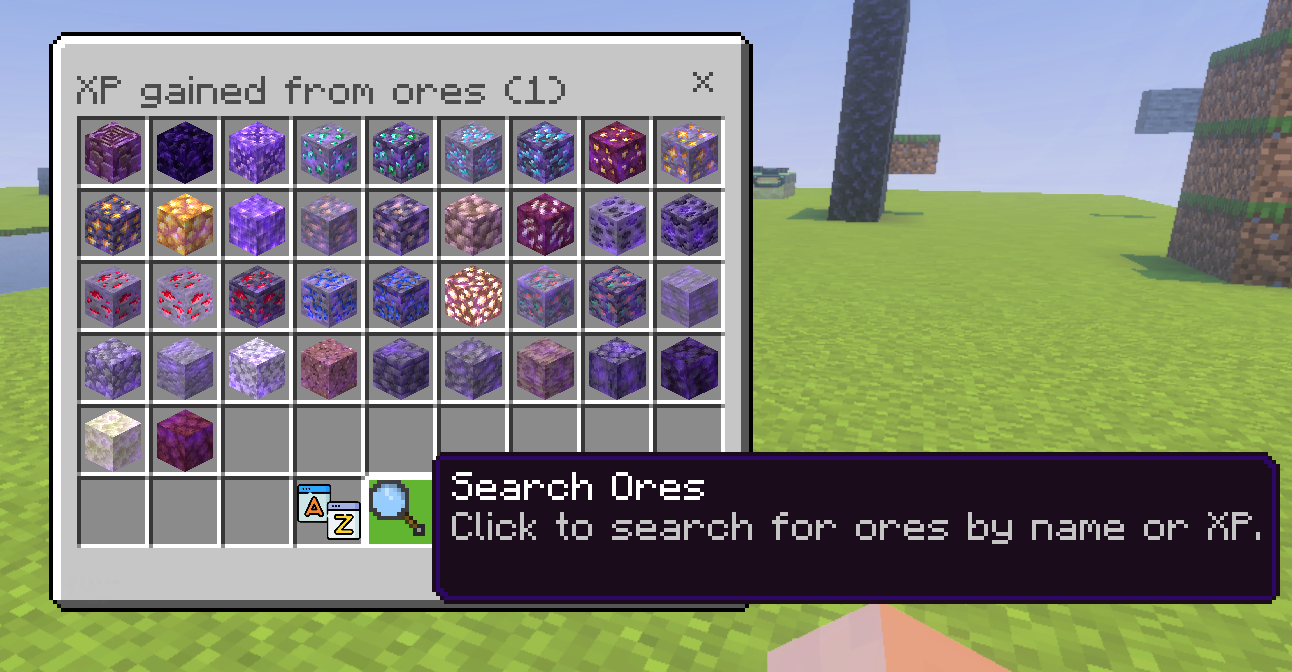 XP gained from ores (1)
X
A
Z
Search Ores
Click to search for ores by name or XP.